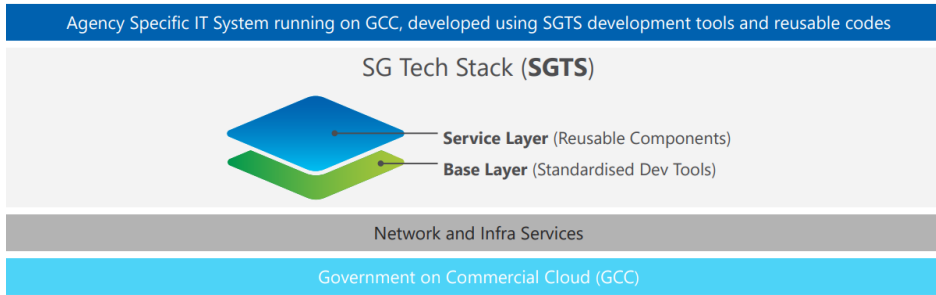 Agency Specific IT System running on GCC, developed using SGTS development tools and reusable codes
SG Tech Stack (SGTS)
Service Layer (Reusable Components)
Base Layer (Standardised Dev Tools)
Network and Infra Services
Government on Commercial Cloud (GCC)